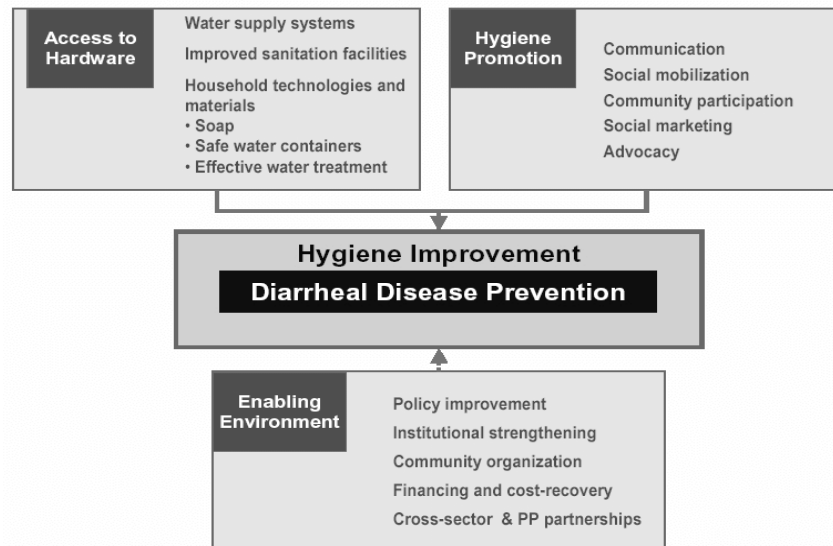 Access to
Hardware
Water supply systems
Improved sanitation facilities
Household technologies and
materials
• Soap
• Safe water containers
• Effective water treatment
Hygiene
Promotion
Communication
Social mobilization
Community participation
Social marketing
Advocacy
Hygiene Improvement
Diarrheal Disease Prevention
Enabling
Environment
Policy improvement
Institutional strengthening
Community organization
Financing and cost-recovery
Cross-sector & PP partnerships